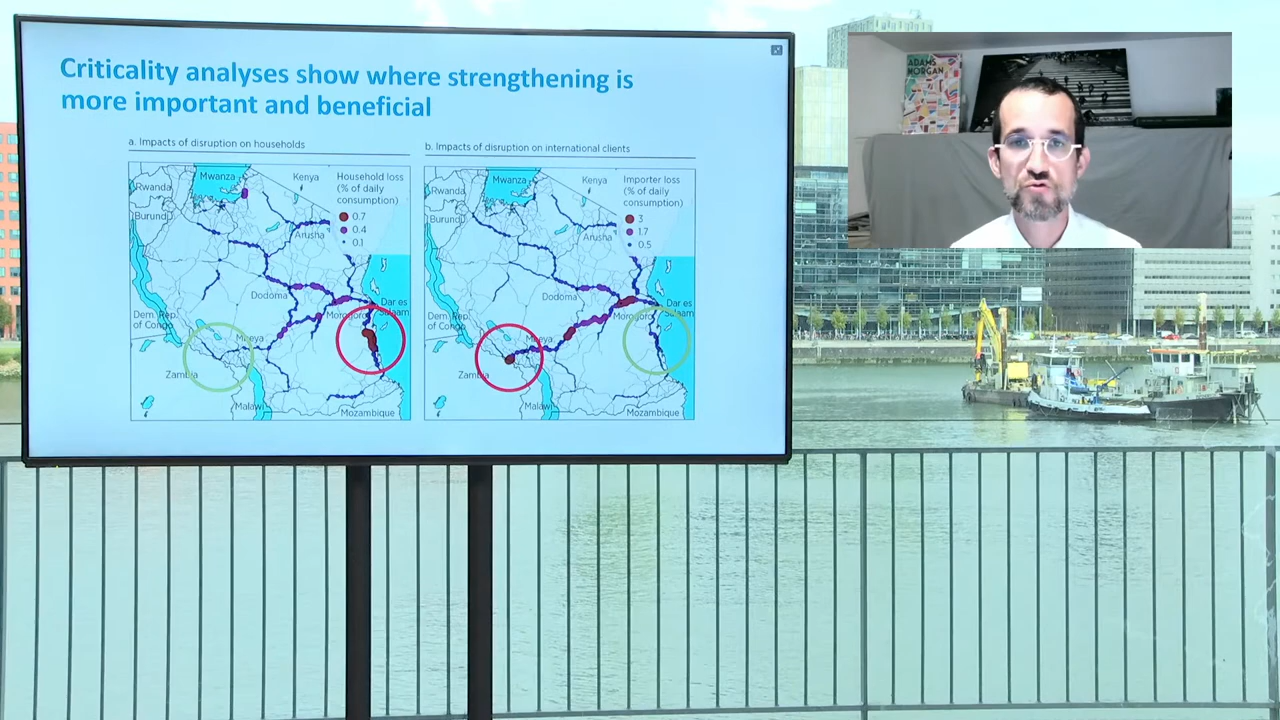 Criticality analyses show where strengthening is
more important and beneficial
a. Impacts of disruption on households
Rwanda
Burundi
Mwanza
Kenya
Household loss
(% of daily
consumption)
0.7
0.4
0.1
Arusha
Dodoma
Dar es
Salaam
Morogoro
Dem. Rep.
of Congo
Mbeya
Zambia
Malawi
Mozambique
b. Impacts of disruption on international clients
Rwanda
Burundi
Mwanza
Kenya
Importer loss
(% of daily
consumption)
3
1.7
0.5
Arusha
Dodoma
Dar es
Salaam
Morogoro
Dem. Rep.
of Congo
Mbeya
Zambia
Malawi
Mozambique
ADAMS
MORGAN